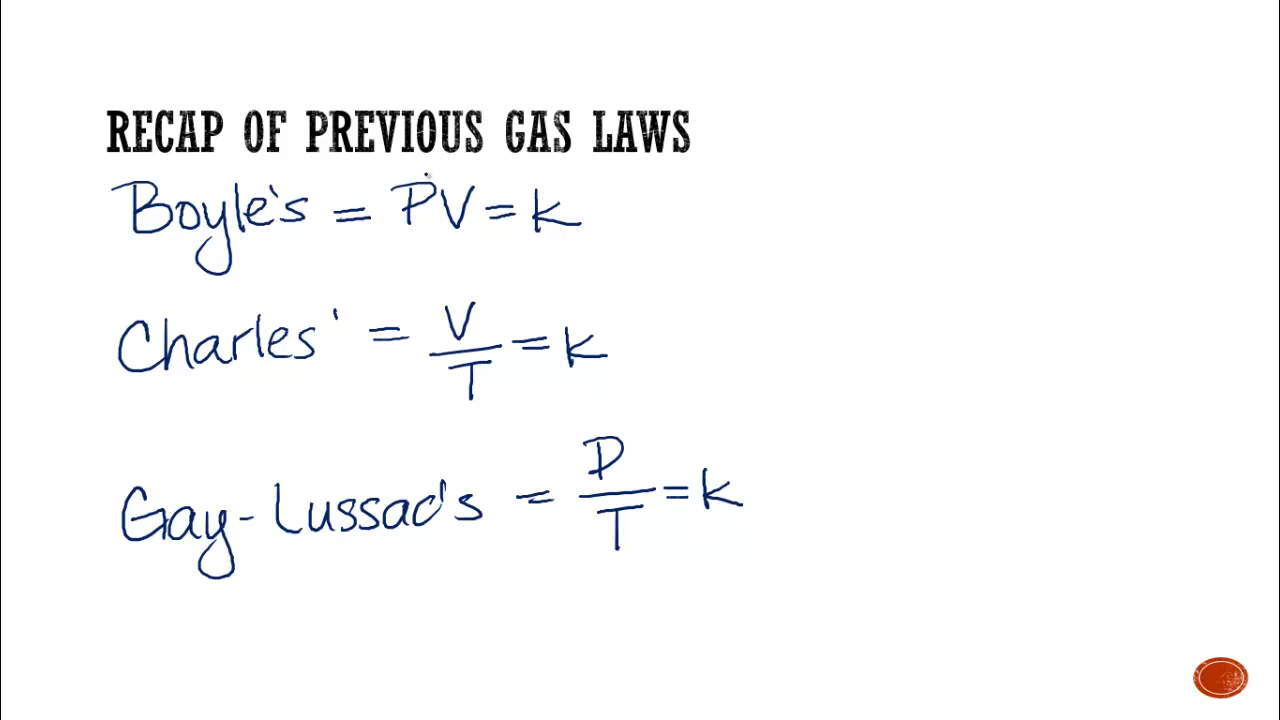 RECAP OF PREVIOUS GAS LAWS
Boyle's = PV = k
Charles' = V/T = k
Gay-Lussac's = P/T = k